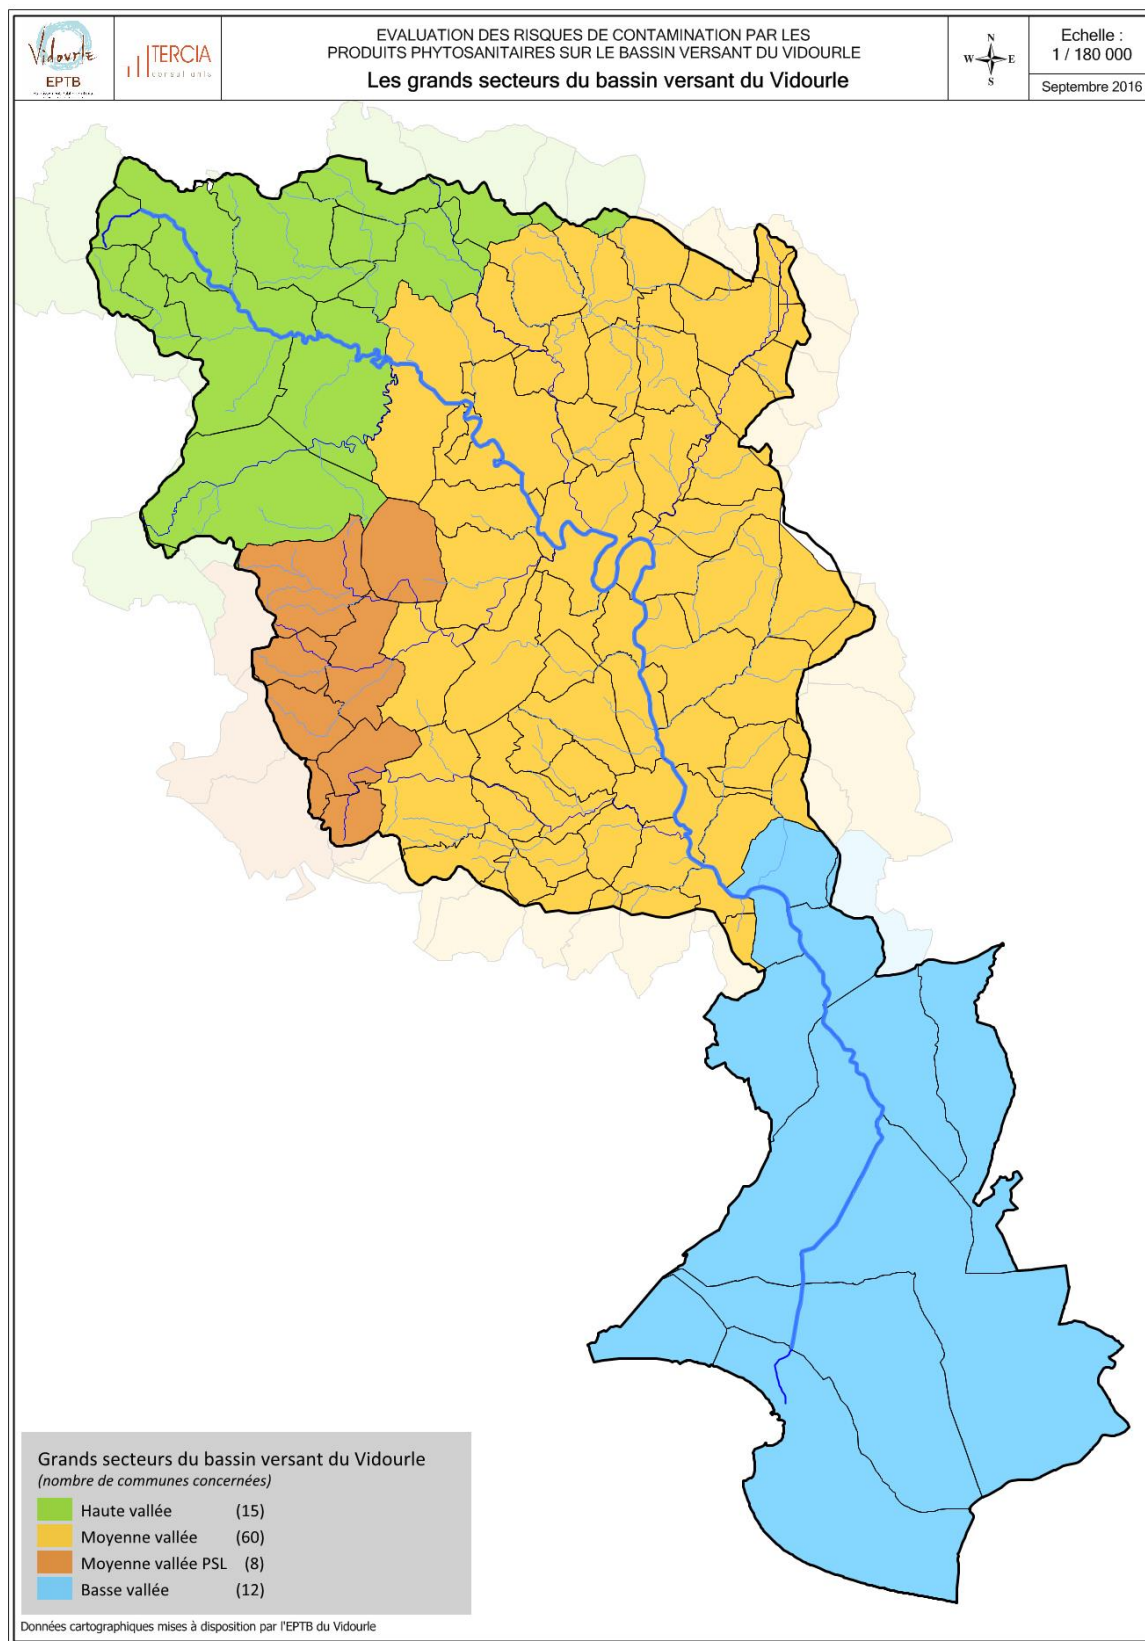 Vidourle
EPTB
TERCIA
consultants
EVALUATION DES RISQUES DE CONTAMINATION PAR LES
PRODUITS PHYTOSANITAIRES SUR LE BASSIN VERSANT DU VIDOURLE
Les grands secteurs du bassin versant du Vidourle
N
W E
S
Echelle :
1 / 180 000
Septembre 2016
Grands secteurs du bassin versant du Vidourle
(nombre de communes concernées)
Haute vallée (15)
Moyenne vallée (60)
Moyenne vallée PSL (8)
Basse vallée (12)
Données cartographiques mises à disposition par l'EPTB du Vidourle